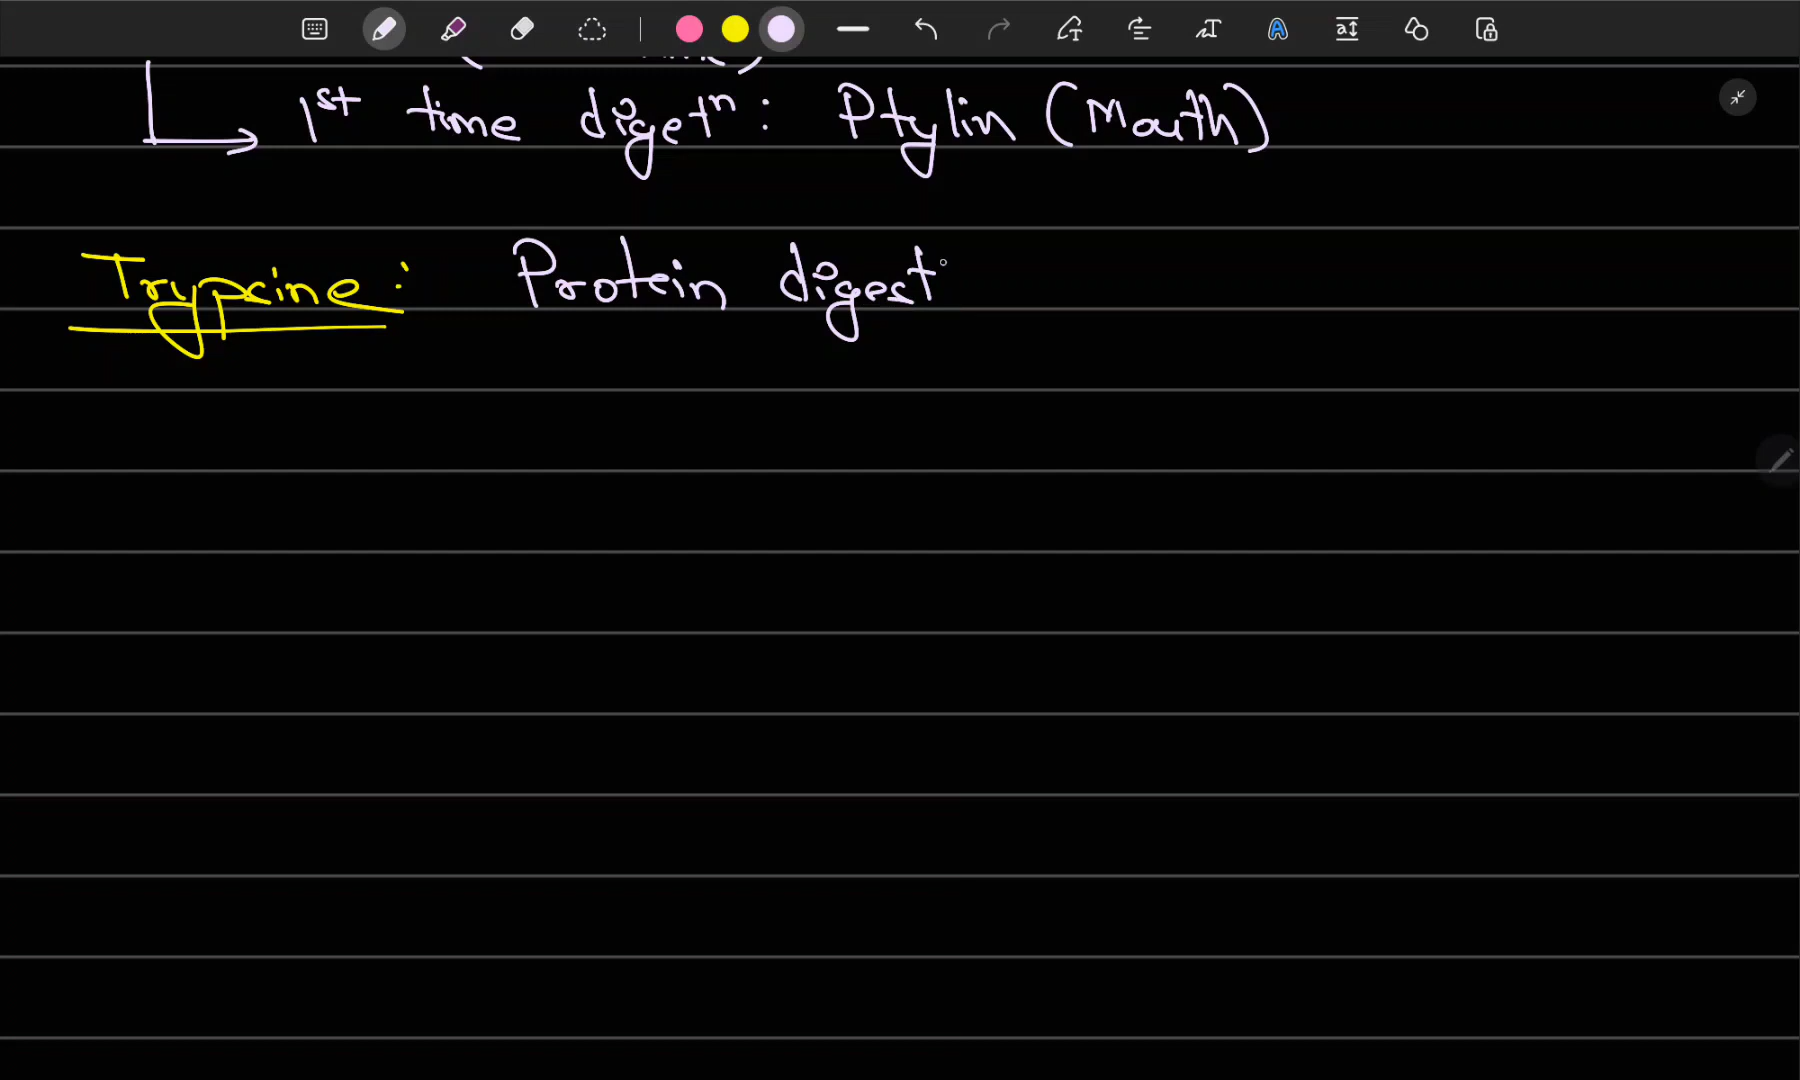 1st time digetn : Ptylin (Mouth)
Trypsine : Protein digest